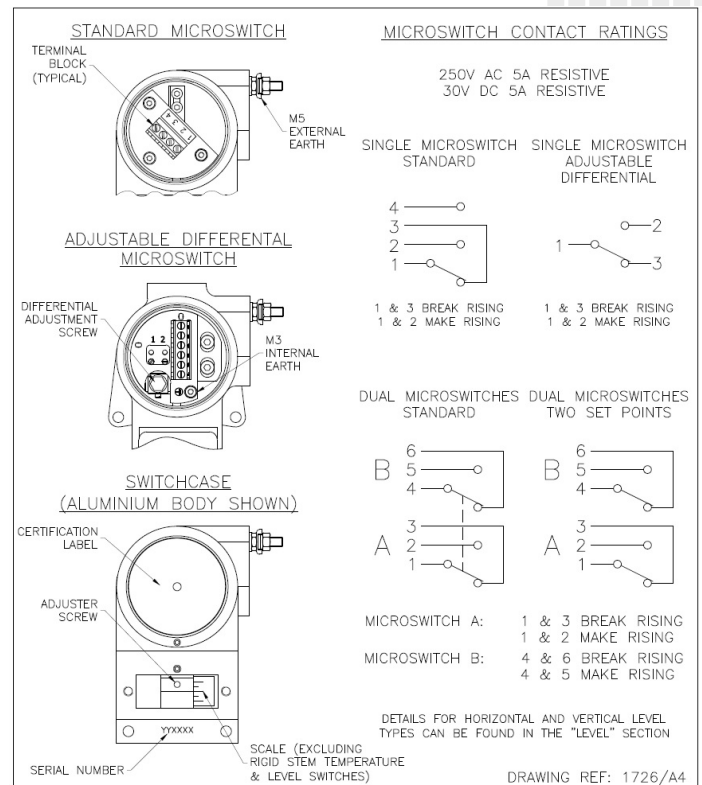 STANDARD MICROSWITCH
TERMINAL
BLOCK
(TYPICAL)
1 2 3 4
M5
EXTERNAL
EARTH
ADJUSTABLE DIFFERENTAL
MICROSWITCH
DIFFERENTIAL
ADJUSTMENT
SCREW
1 2
M3
INTERNAL
EARTH
SWITCHCASE
(ALUMINIUM BODY SHOWN)
CERTIFICATION
LABEL
ADJUSTER
SCREW
YYXXXX
SERIAL NUMBER
SCALE (EXCLUDING
RIGID STEM TEMPERATURE
& LEVEL SWITCHES)
MICROSWITCH CONTACT RATINGS
250V AC 5A RESISTIVE
30V DC 5A RESISTIVE
SINGLE MICROSWITCH
STANDARD
4
3
2
1
1 & 3 BREAK RISING
1 & 2 MAKE RISING
SINGLE MICROSWITCH
ADJUSTABLE
DIFFERENTIAL
2
1
3
1 & 3 BREAK RISING
1 & 2 MAKE RISING
DUAL MICROSWITCHES
STANDARD
6
B 5
4
3
A 2
1
DUAL MICROSWITCHES
TWO SET POINTS
6
B 5
4
3
A 2
1
MICROSWITCH A: 1 & 3 BREAK RISING
1 & 2 MAKE RISING
MICROSWITCH B: 4 & 6 BREAK RISING
4 & 5 MAKE RISING
DETAILS FOR HORIZONTAL AND VERTICAL LEVEL
TYPES CAN BE FOUND IN THE "LEVEL" SECTION
DRAWING REF: 1726/A4